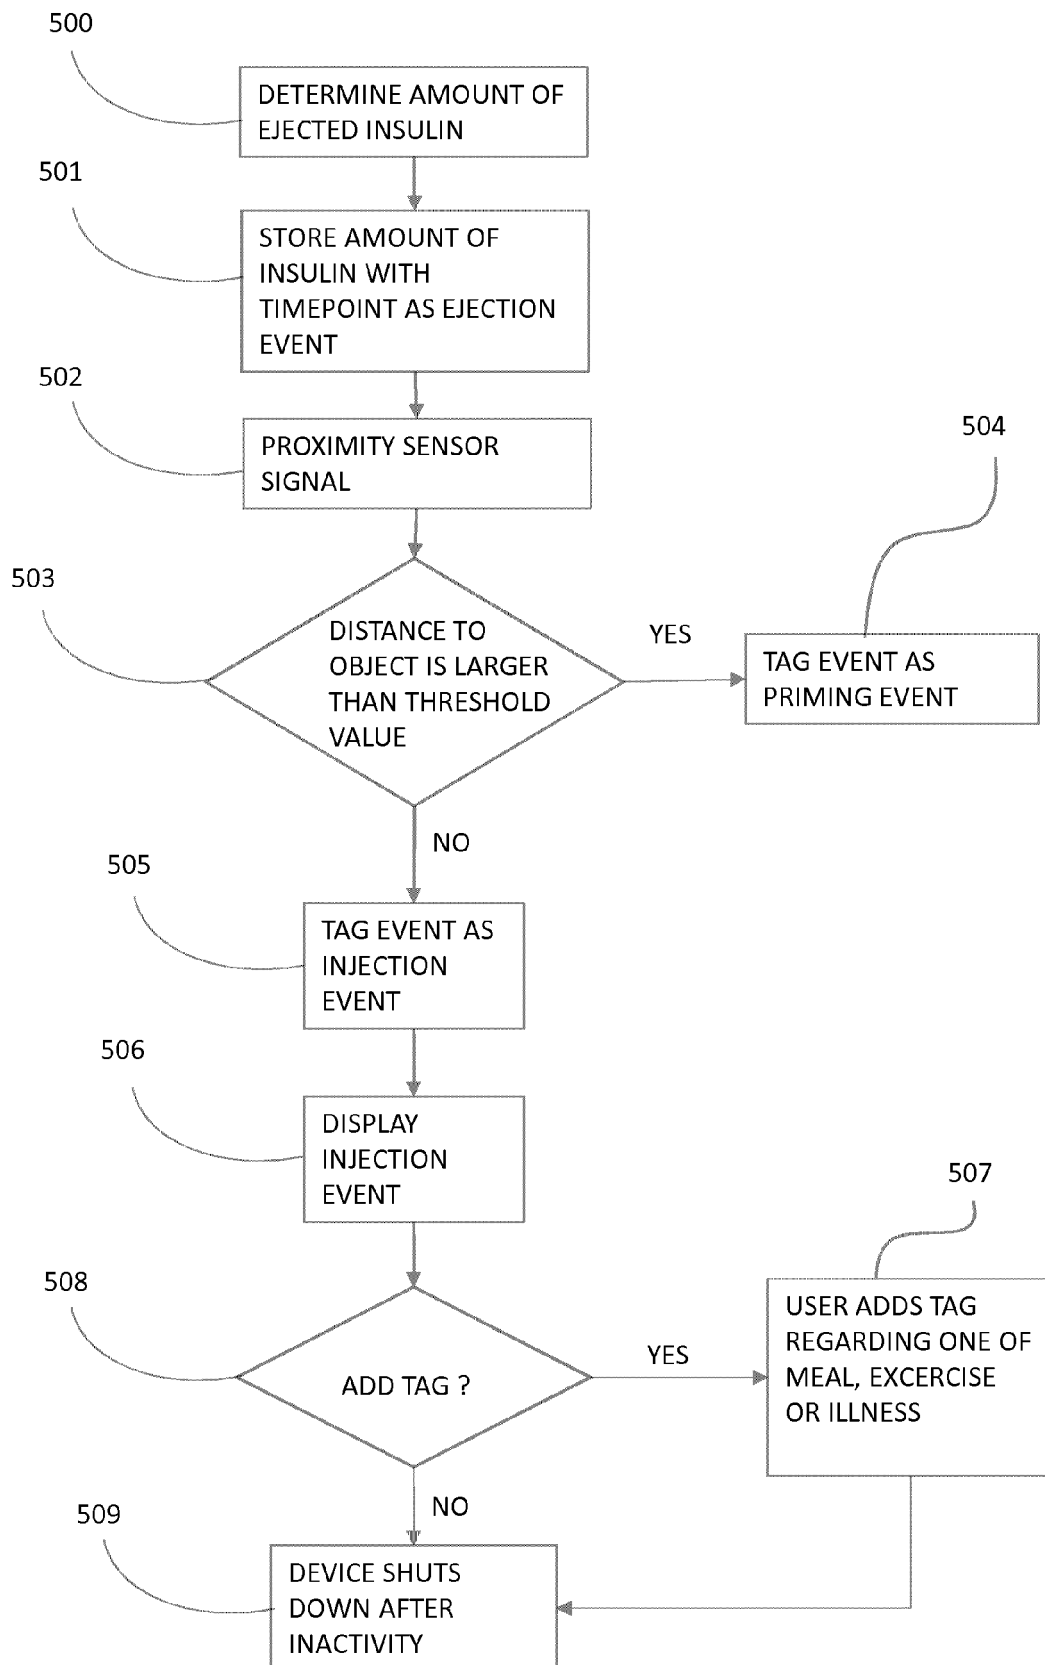 500
DETERMINE AMOUNT OF
EJECTED INSULIN
501
STORE AMOUNT OF
INSULIN WITH
TIMEPOINT AS EJECTION
EVENT
502
PROXIMITY SENSOR
SIGNAL
504
503
DISTANCE TO
OBJECT IS LARGER
THAN THRESHOLD
VALUE
YES
TAG EVENT AS
PRIMING EVENT
NO
505
TAG EVENT AS
INJECTION
EVENT
506
DISPLAY
INJECTION
EVENT
507
508
ADD TAG ?
YES
USER ADDS TAG
REGARDING ONE OF
MEAL, EXCERCISE
OR ILLNESS
NO
509
DEVICE SHUTS
DOWN AFTER
INACTIVITY